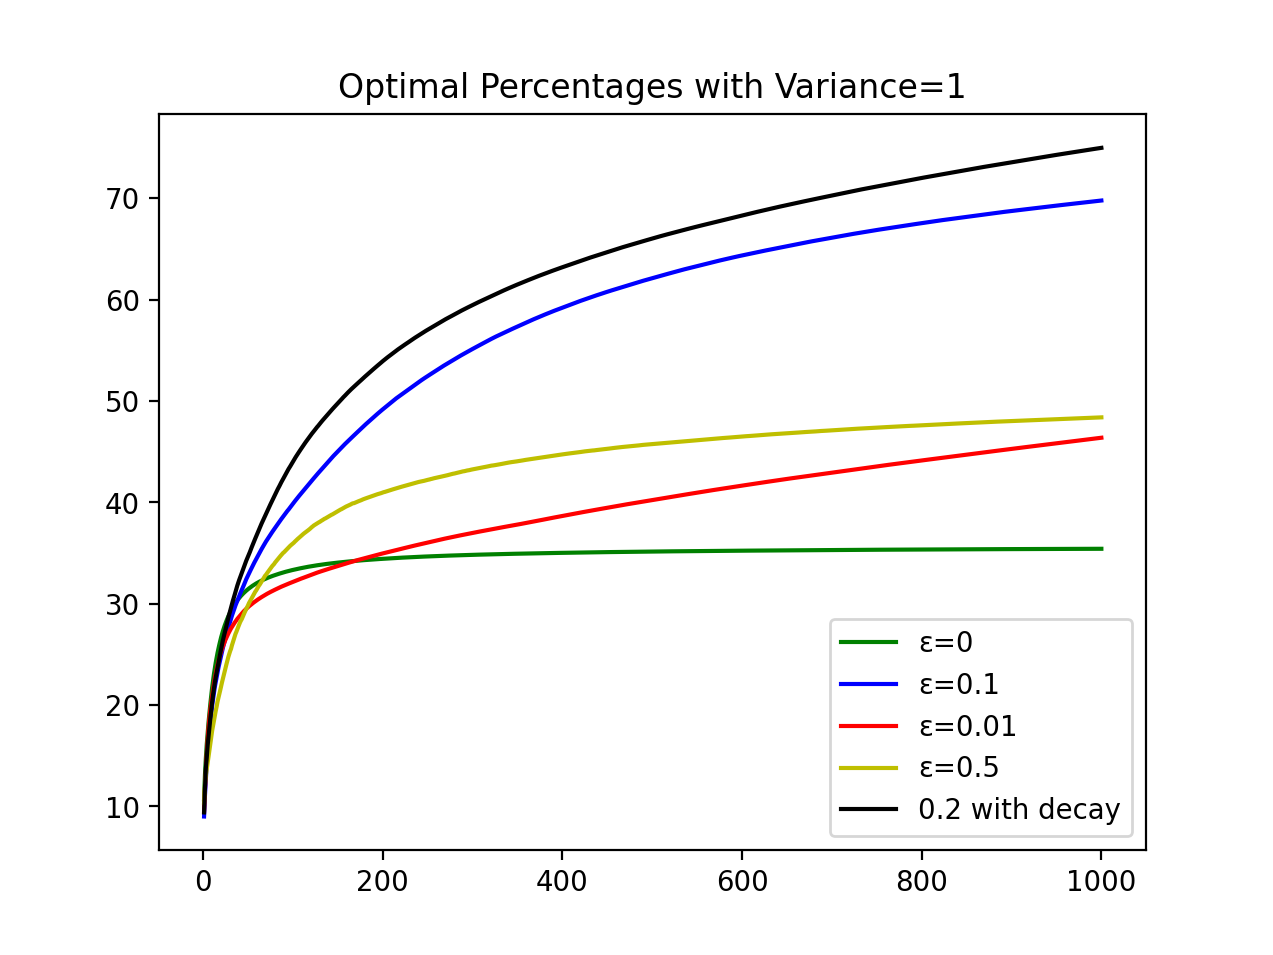 Optimal Percentages with Variance=1
70
60
50
40
30
20
10
0 200 400 600 800 1000
ε=0
ε=0.1
ε=0.01
ε=0.5
0.2 with decay